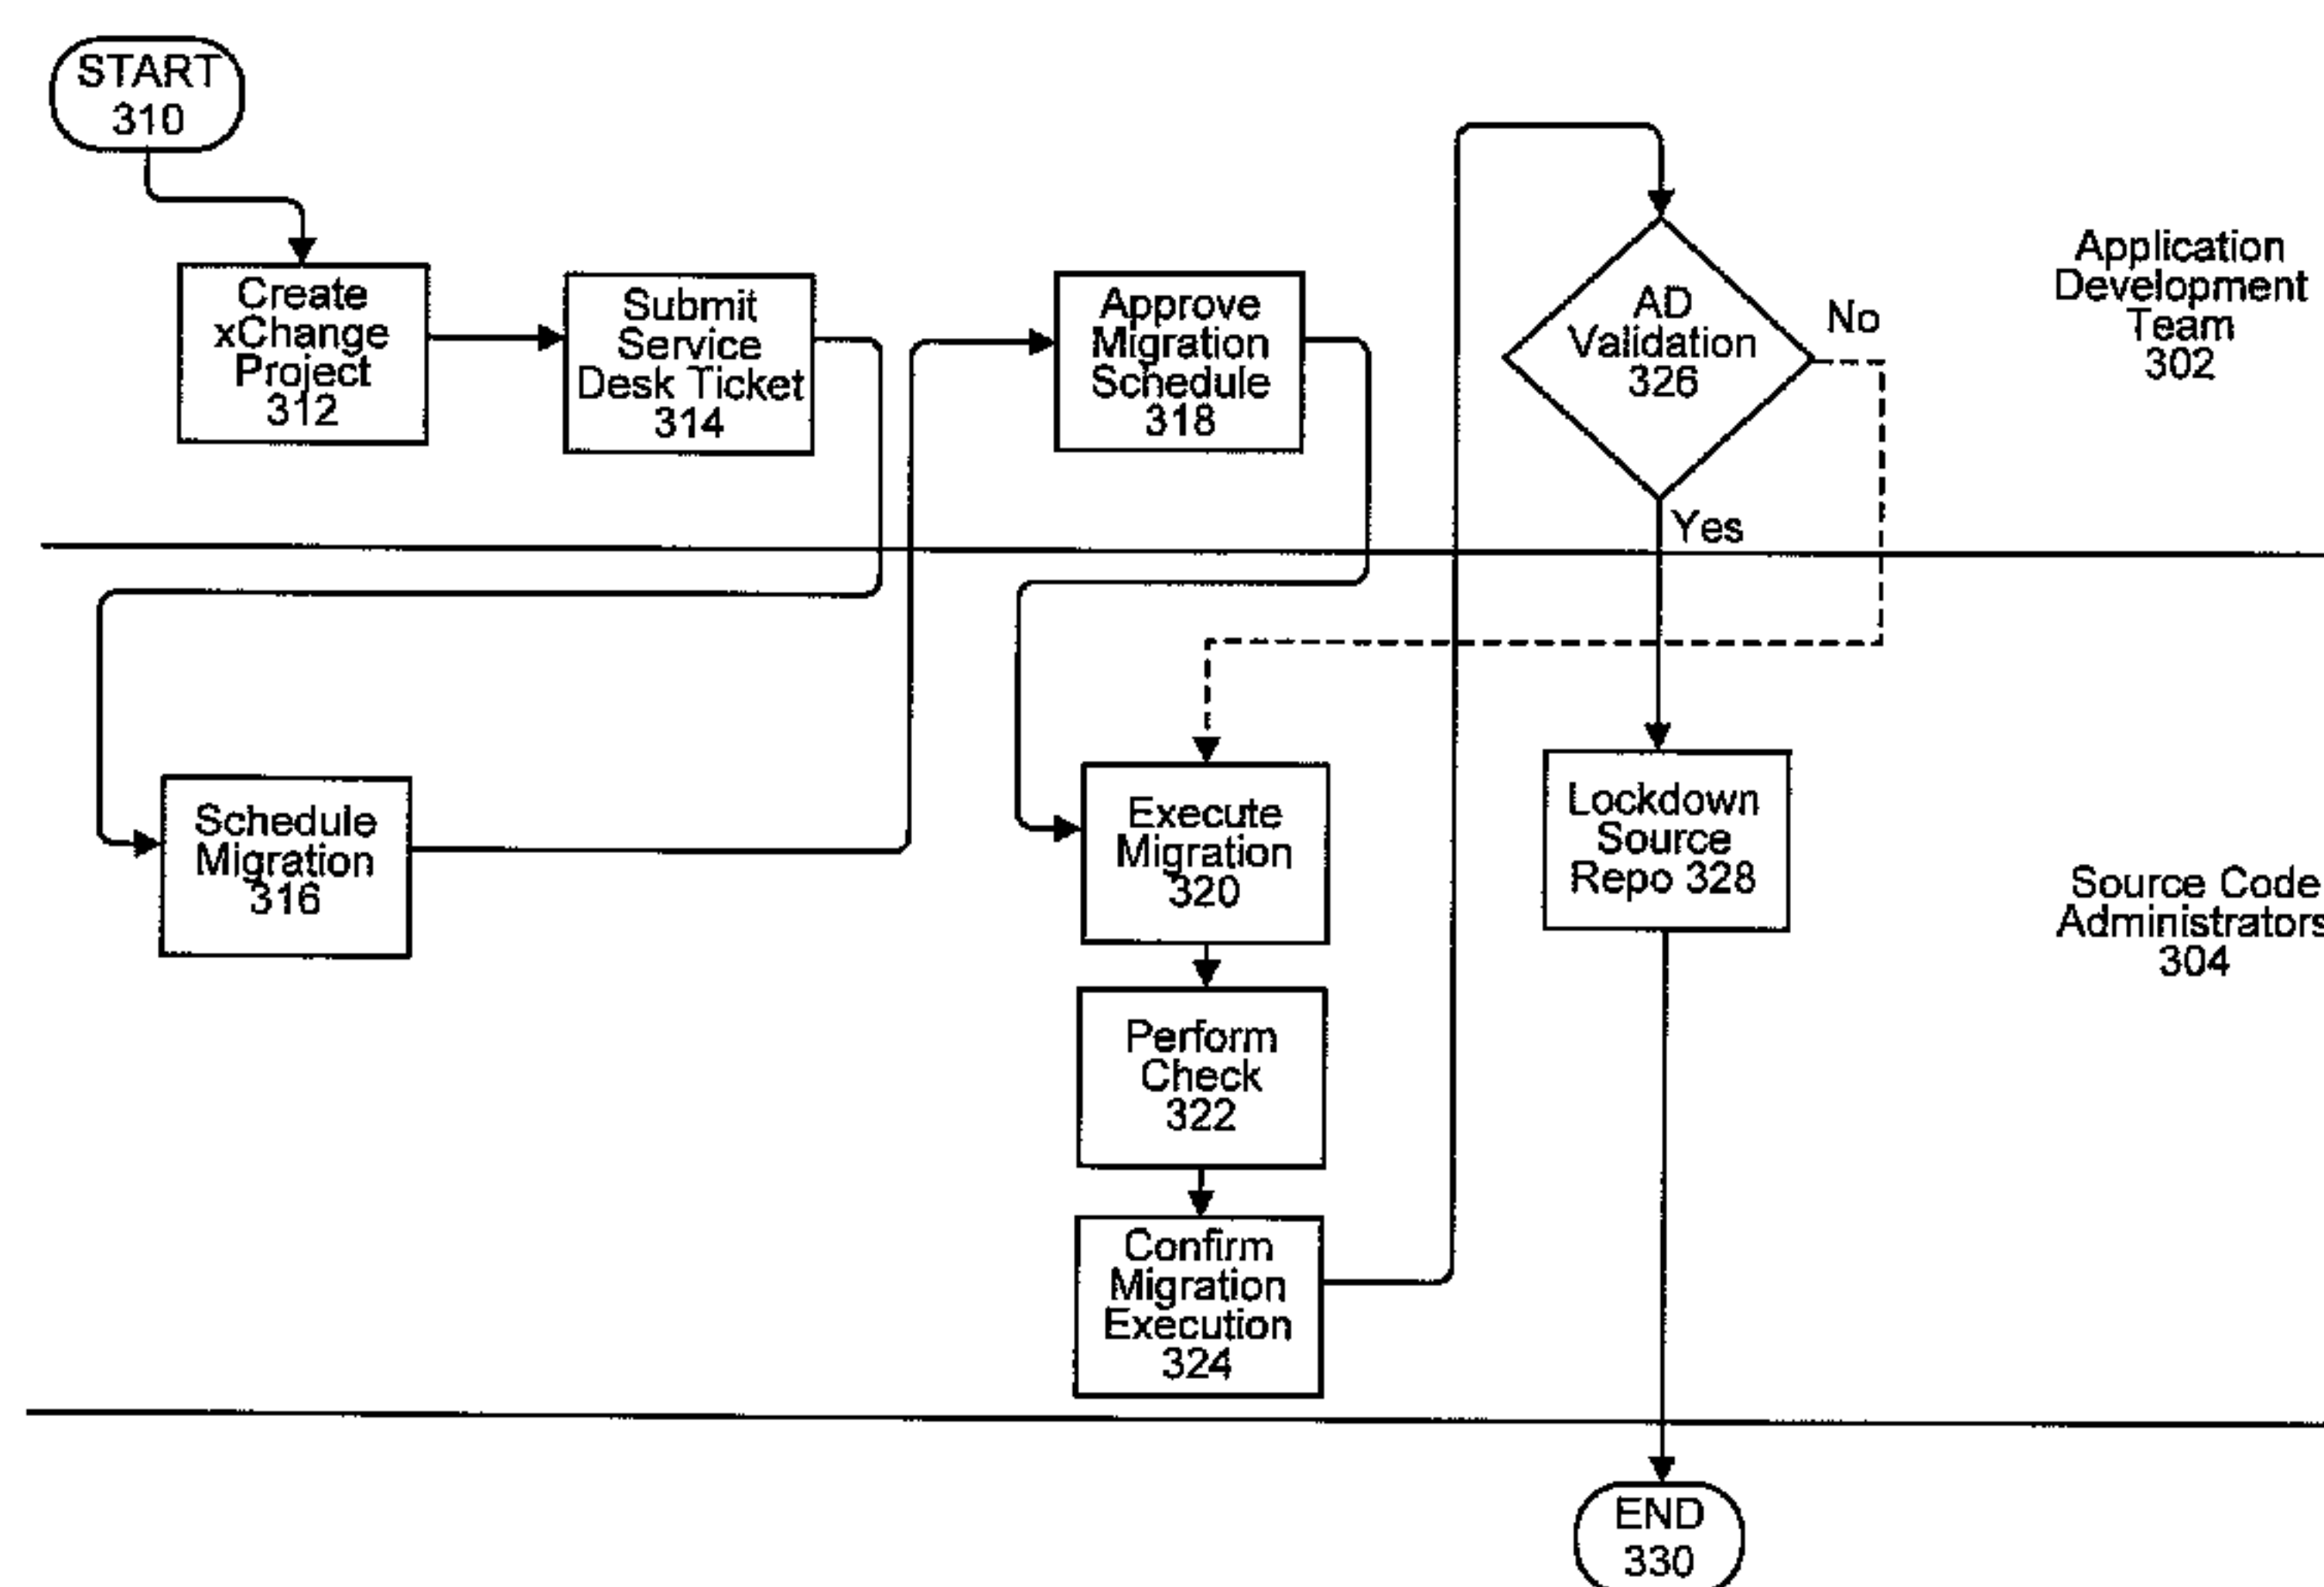 START
310
Create
xChange
Project
312
Submit
Service
Desk Ticket
314
Approve
Migration
Schedule
318
AD
Validation
326
No
Yes
Application
Development
Team
302
Schedule
Migration
316
Execute
Migration
320
Lockdown
Source
Repo 328
Source Code
Administrators
304
Perform
Check
322
Confirm
Migration
Execution
324
END
330